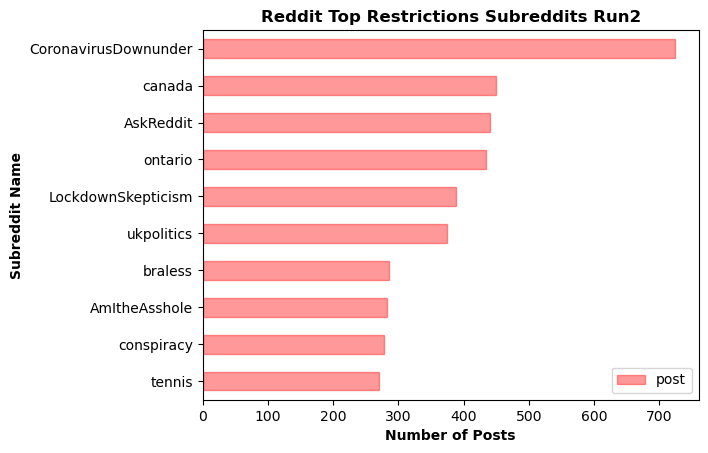 Reddit Top Restrictions Subreddits Run2
CoronavirusDownunder
canada
AskReddit
ontario
LockdownSkepticism
ukpolitics
braless
AmItheAsshole
conspiracy
tennis
Subreddit Name
post
0 100 200 300 400 500 600 700
Number of Posts